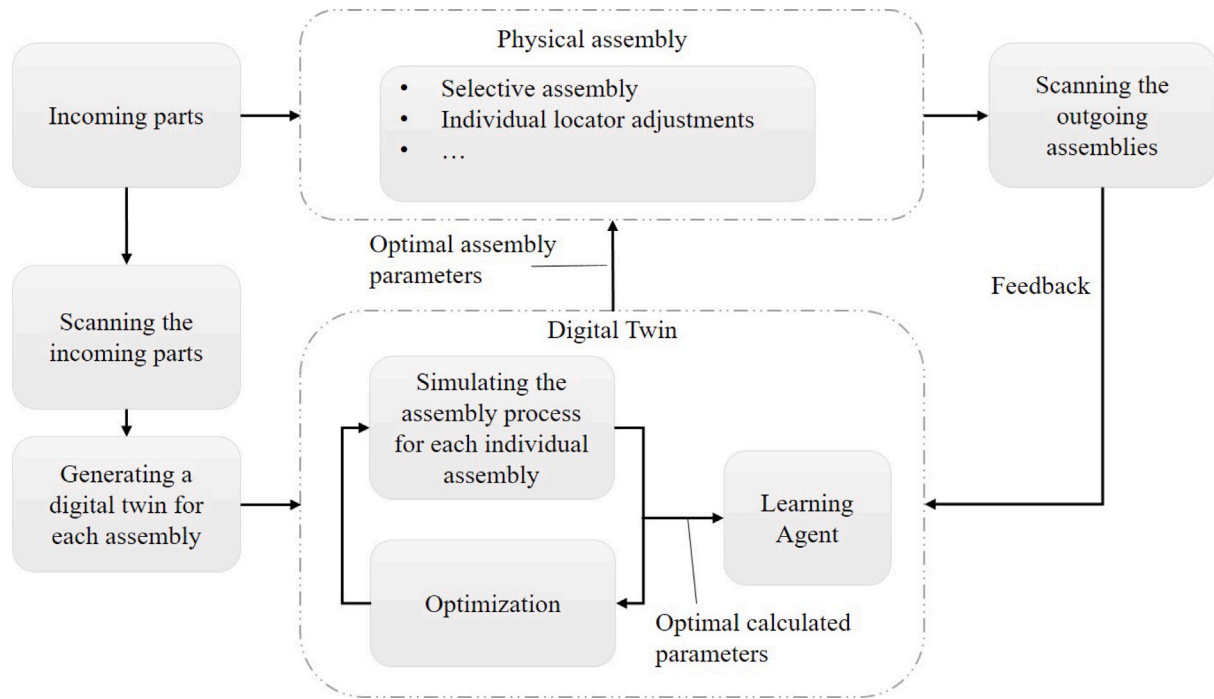 Physical assembly
Incoming parts
• Selective assembly
• Individual locator adjustments
• …
Scanning the
outgoing
assemblies
Optimal assembly
parameters
Feedback
Scanning the
incoming parts
Digital Twin
Simulating the
assembly process
for each individual
assembly
Generating a
digital twin for
each assembly
Learning
Agent
Optimization
Optimal calculated
parameters